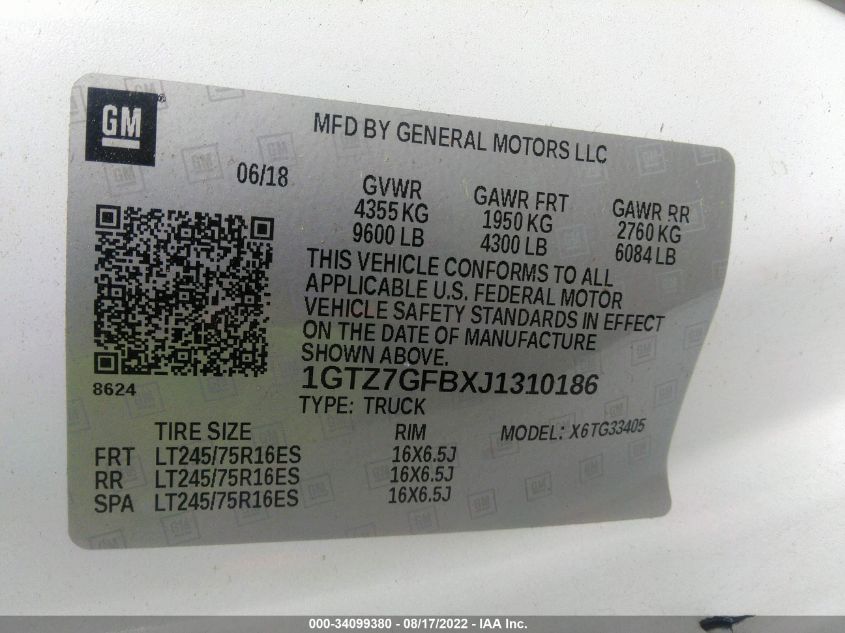 GM
MFD BY GENERAL MOTORS LLC
06/18
GVWR
4355 KG
9600 LB
GAWR FRT
1950 KG
4300 LB
GAWR RR
2760 KG
6084 LB
THIS VEHICLE CONFORMS TO ALL
APPLICABLE U.S. FEDERAL MOTOR
VEHICLE SAFETY STANDARDS IN EFFECT
ON THE DATE OF MANUFACTURE
SHOWN ABOVE.
8624
1GTZ7GFBXJ1310186
TYPE: TRUCK
TIRE SIZE RIM MODEL: X6TG33405
FRT LT245/75R16ES 16X6.5J
RR LT245/75R16ES 16X6.5J
SPA LT245/75R16ES 16X6.5J
000-34099380 - 08/17/2022 - IAA Inc.